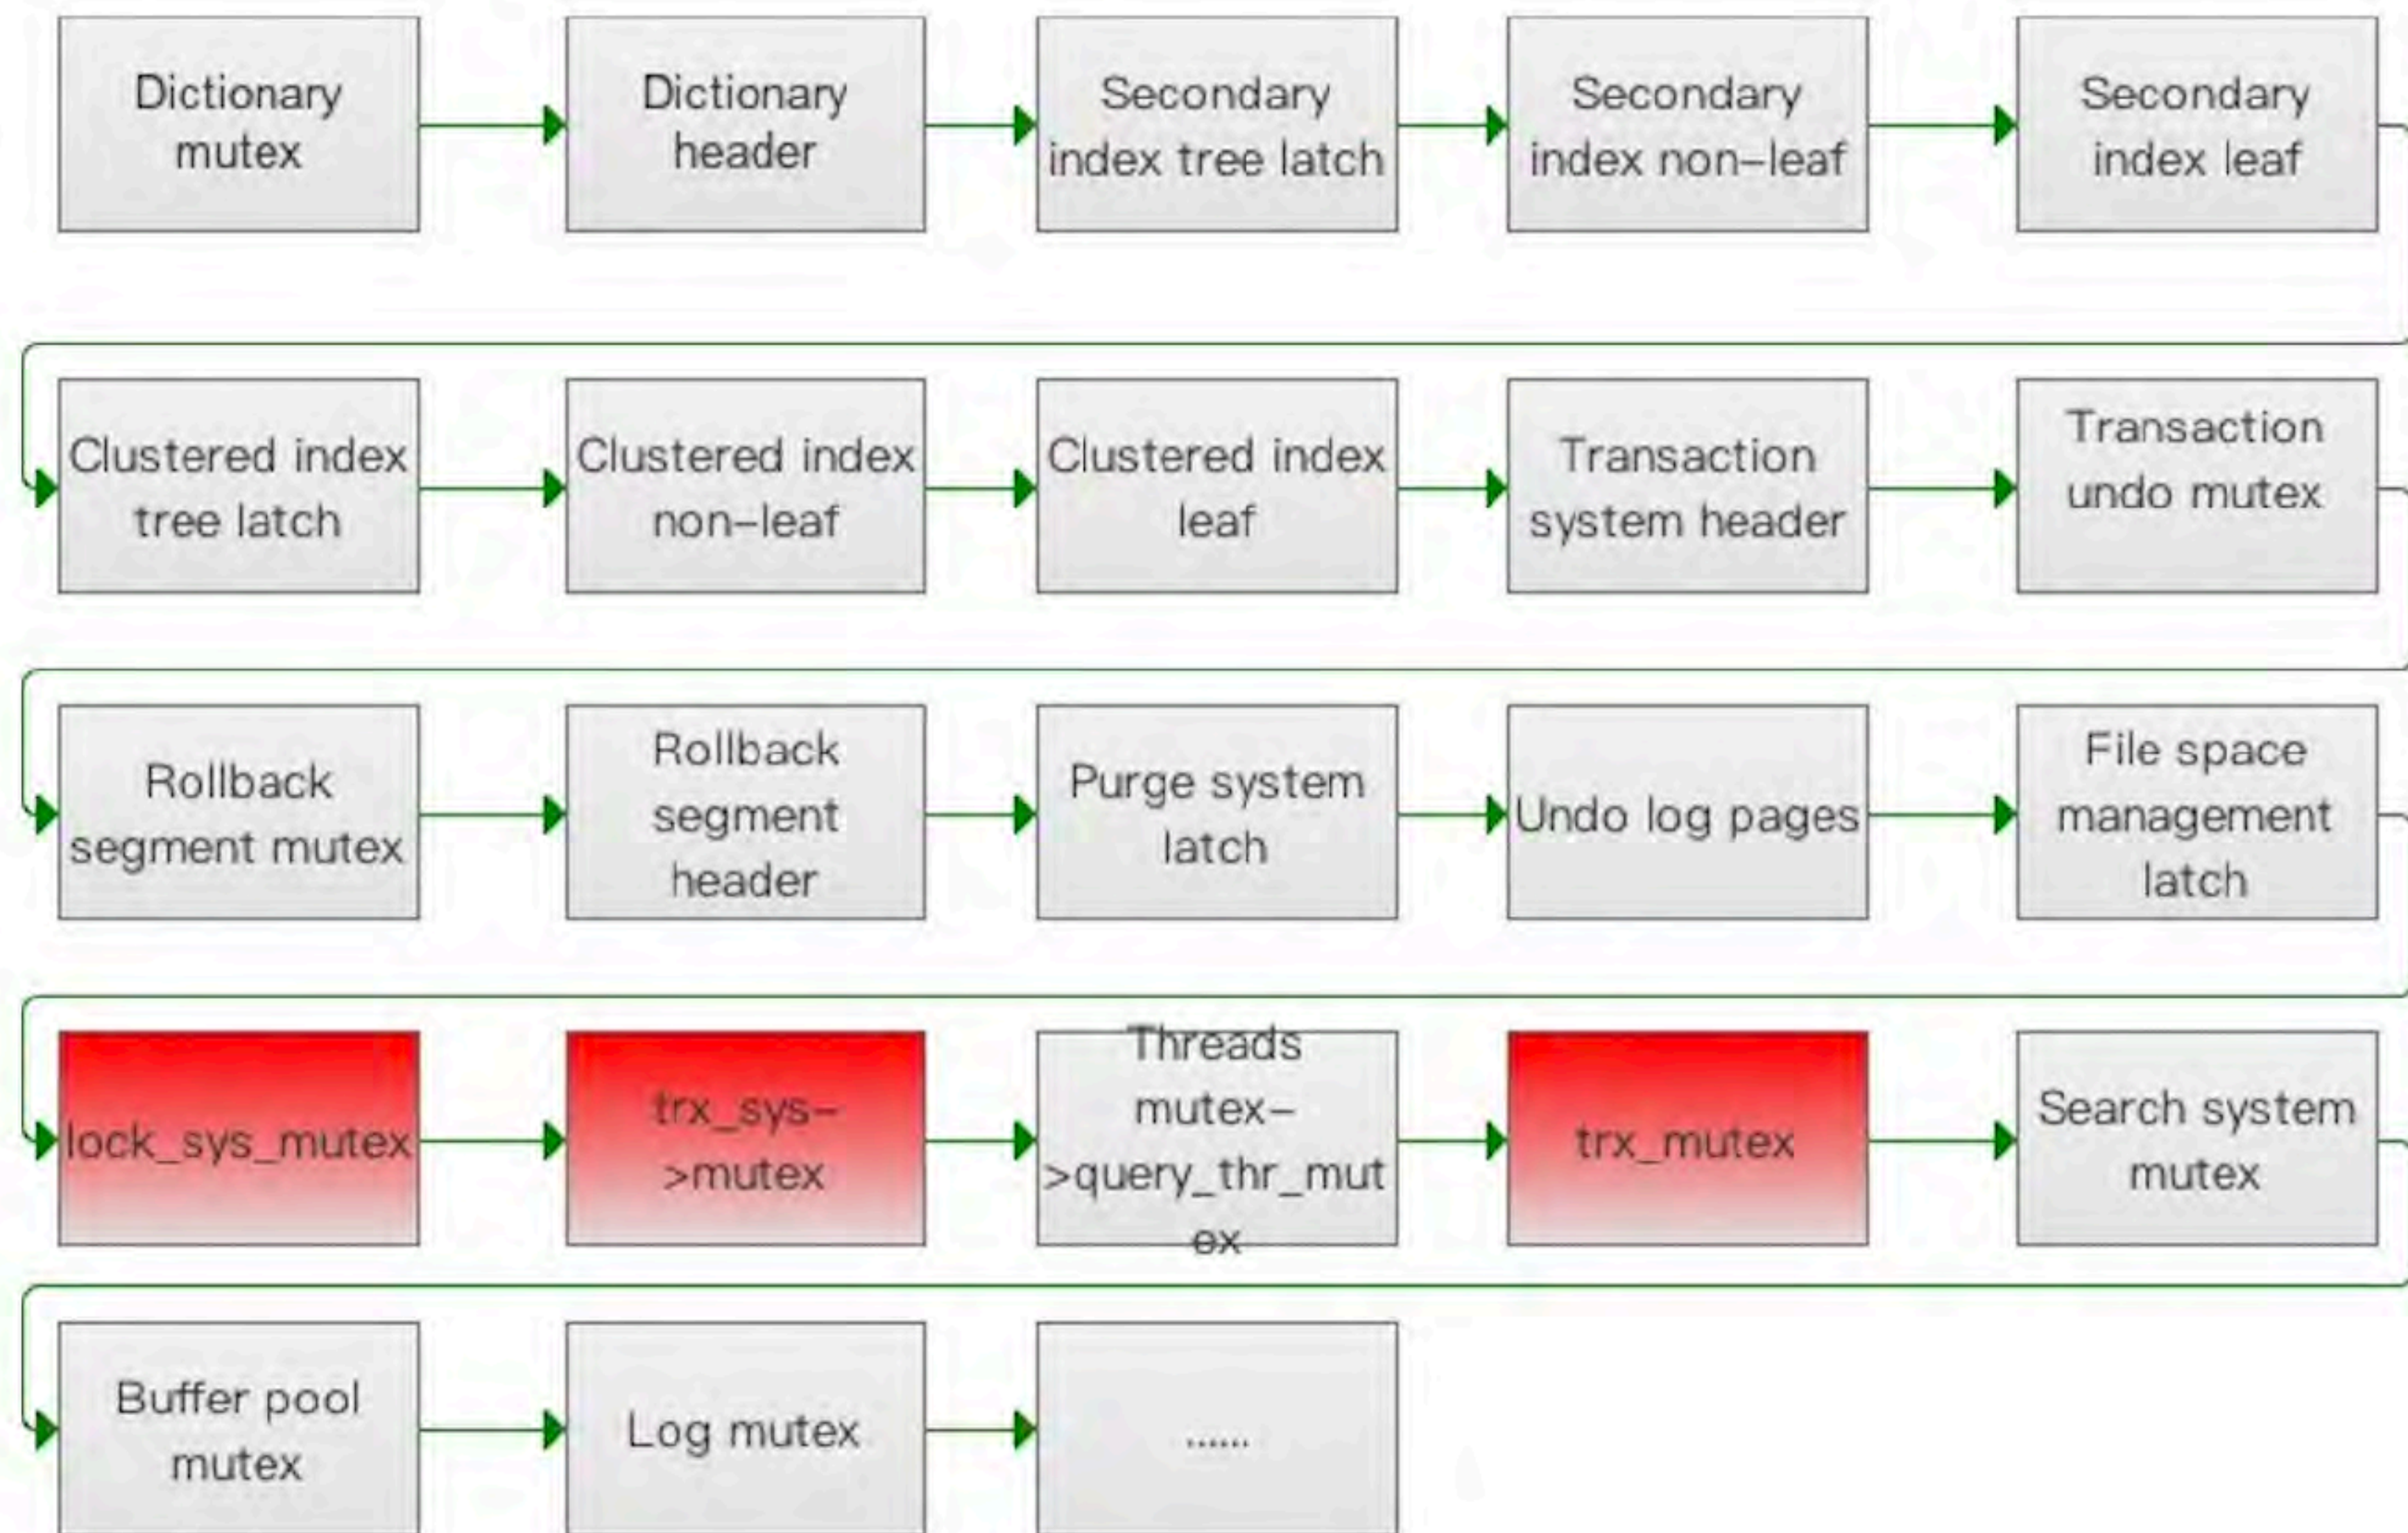 Dictionary
mutex
Dictionary
header
Secondary
index tree latch
Secondary
index non–leaf
Secondary
index leaf
Clustered index
tree latch
Clustered index
non–leaf
Clustered index
leaf
Transaction
system header
Transaction
undo mutex
Rollback
segment mutex
Rollback
segment
header
Purge system
latch
Undo log pages
File space
management
latch
lock_sys_mutex
trx_sys–
>mutex
Threads
mutex–
>query_thr_mut
ex
trx_mutex
Search system
mutex
Buffer pool
mutex
Log mutex
......